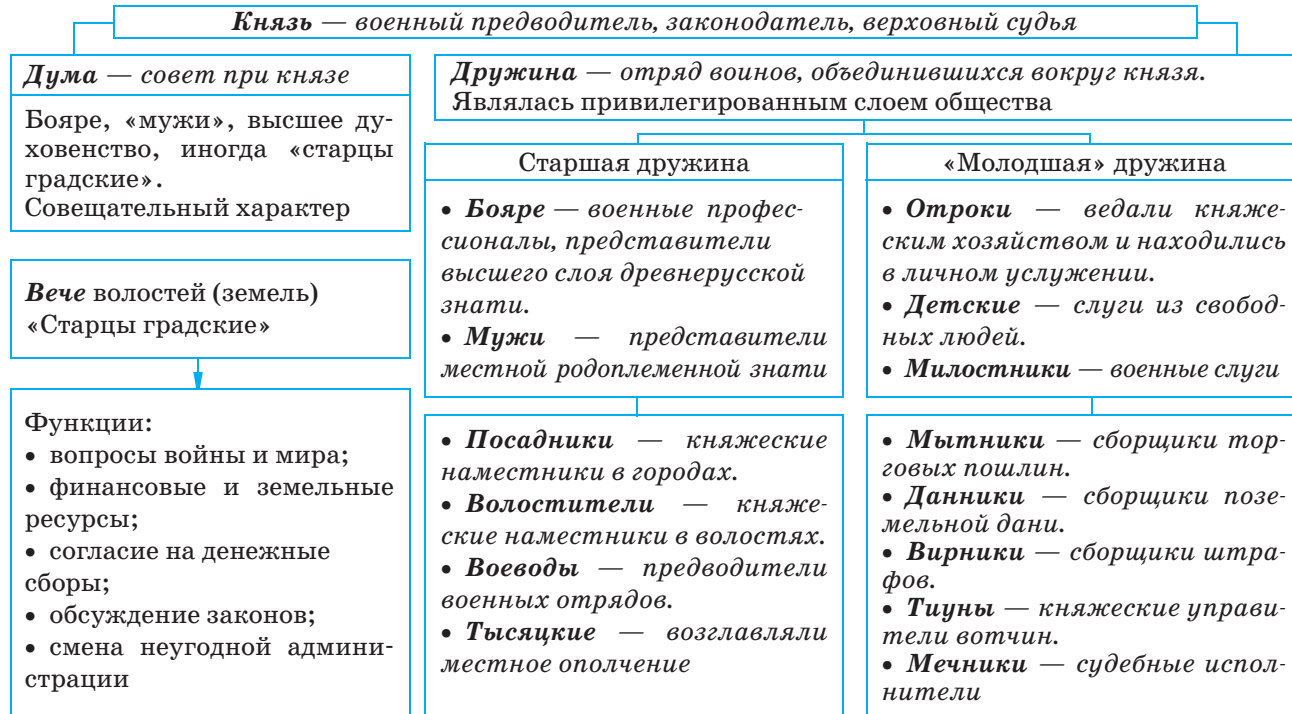 Князь — военный предводитель, законодатель, верховный судья
Дума — совет при князе
Бояре, «мужи», высшее ду-
ховенство, иногда «старцы
градские».
Совещательный характер
Вече волостей (земель)
«Старцы градские»
Функции:
• вопросы войны и мира;
• финансовые и земельные
ресурсы;
• согласие на денежные
сборы;
• обсуждение законов;
• смена неугодной админи-
страции
Дружина — отряд воинов, объединившихся вокруг князя.
Являлась привилегированным слоем общества
Старшая дружина
• Бояре — военные профес-
сионалы, представители
высшего слоя древнерусской
знати.
• Мужи — представители
местной родоплеменной знати
• Посадники — княжеские
наместники в городах.
• Волостители — княже-
ские наместники в волостях.
• Воеводы — предводители
военных отрядов.
• Тысяцкие — возглавляли
местное ополчение
«Молодшая» дружина
• Отроки — ведали княже-
ским хозяйством и находились
в личном услужении.
• Детские — слуги из свобод-
ных людей.
• Милостники — военные слуги
• Мытники — сборщики тор-
говых пошлин.
• Данники — сборщики позе-
мельной дани.
• Вирники — сборщики штра-
фов.
• Тиуны — княжеские управи-
тели вотчин.
• Мечники — судебные испол-
нители